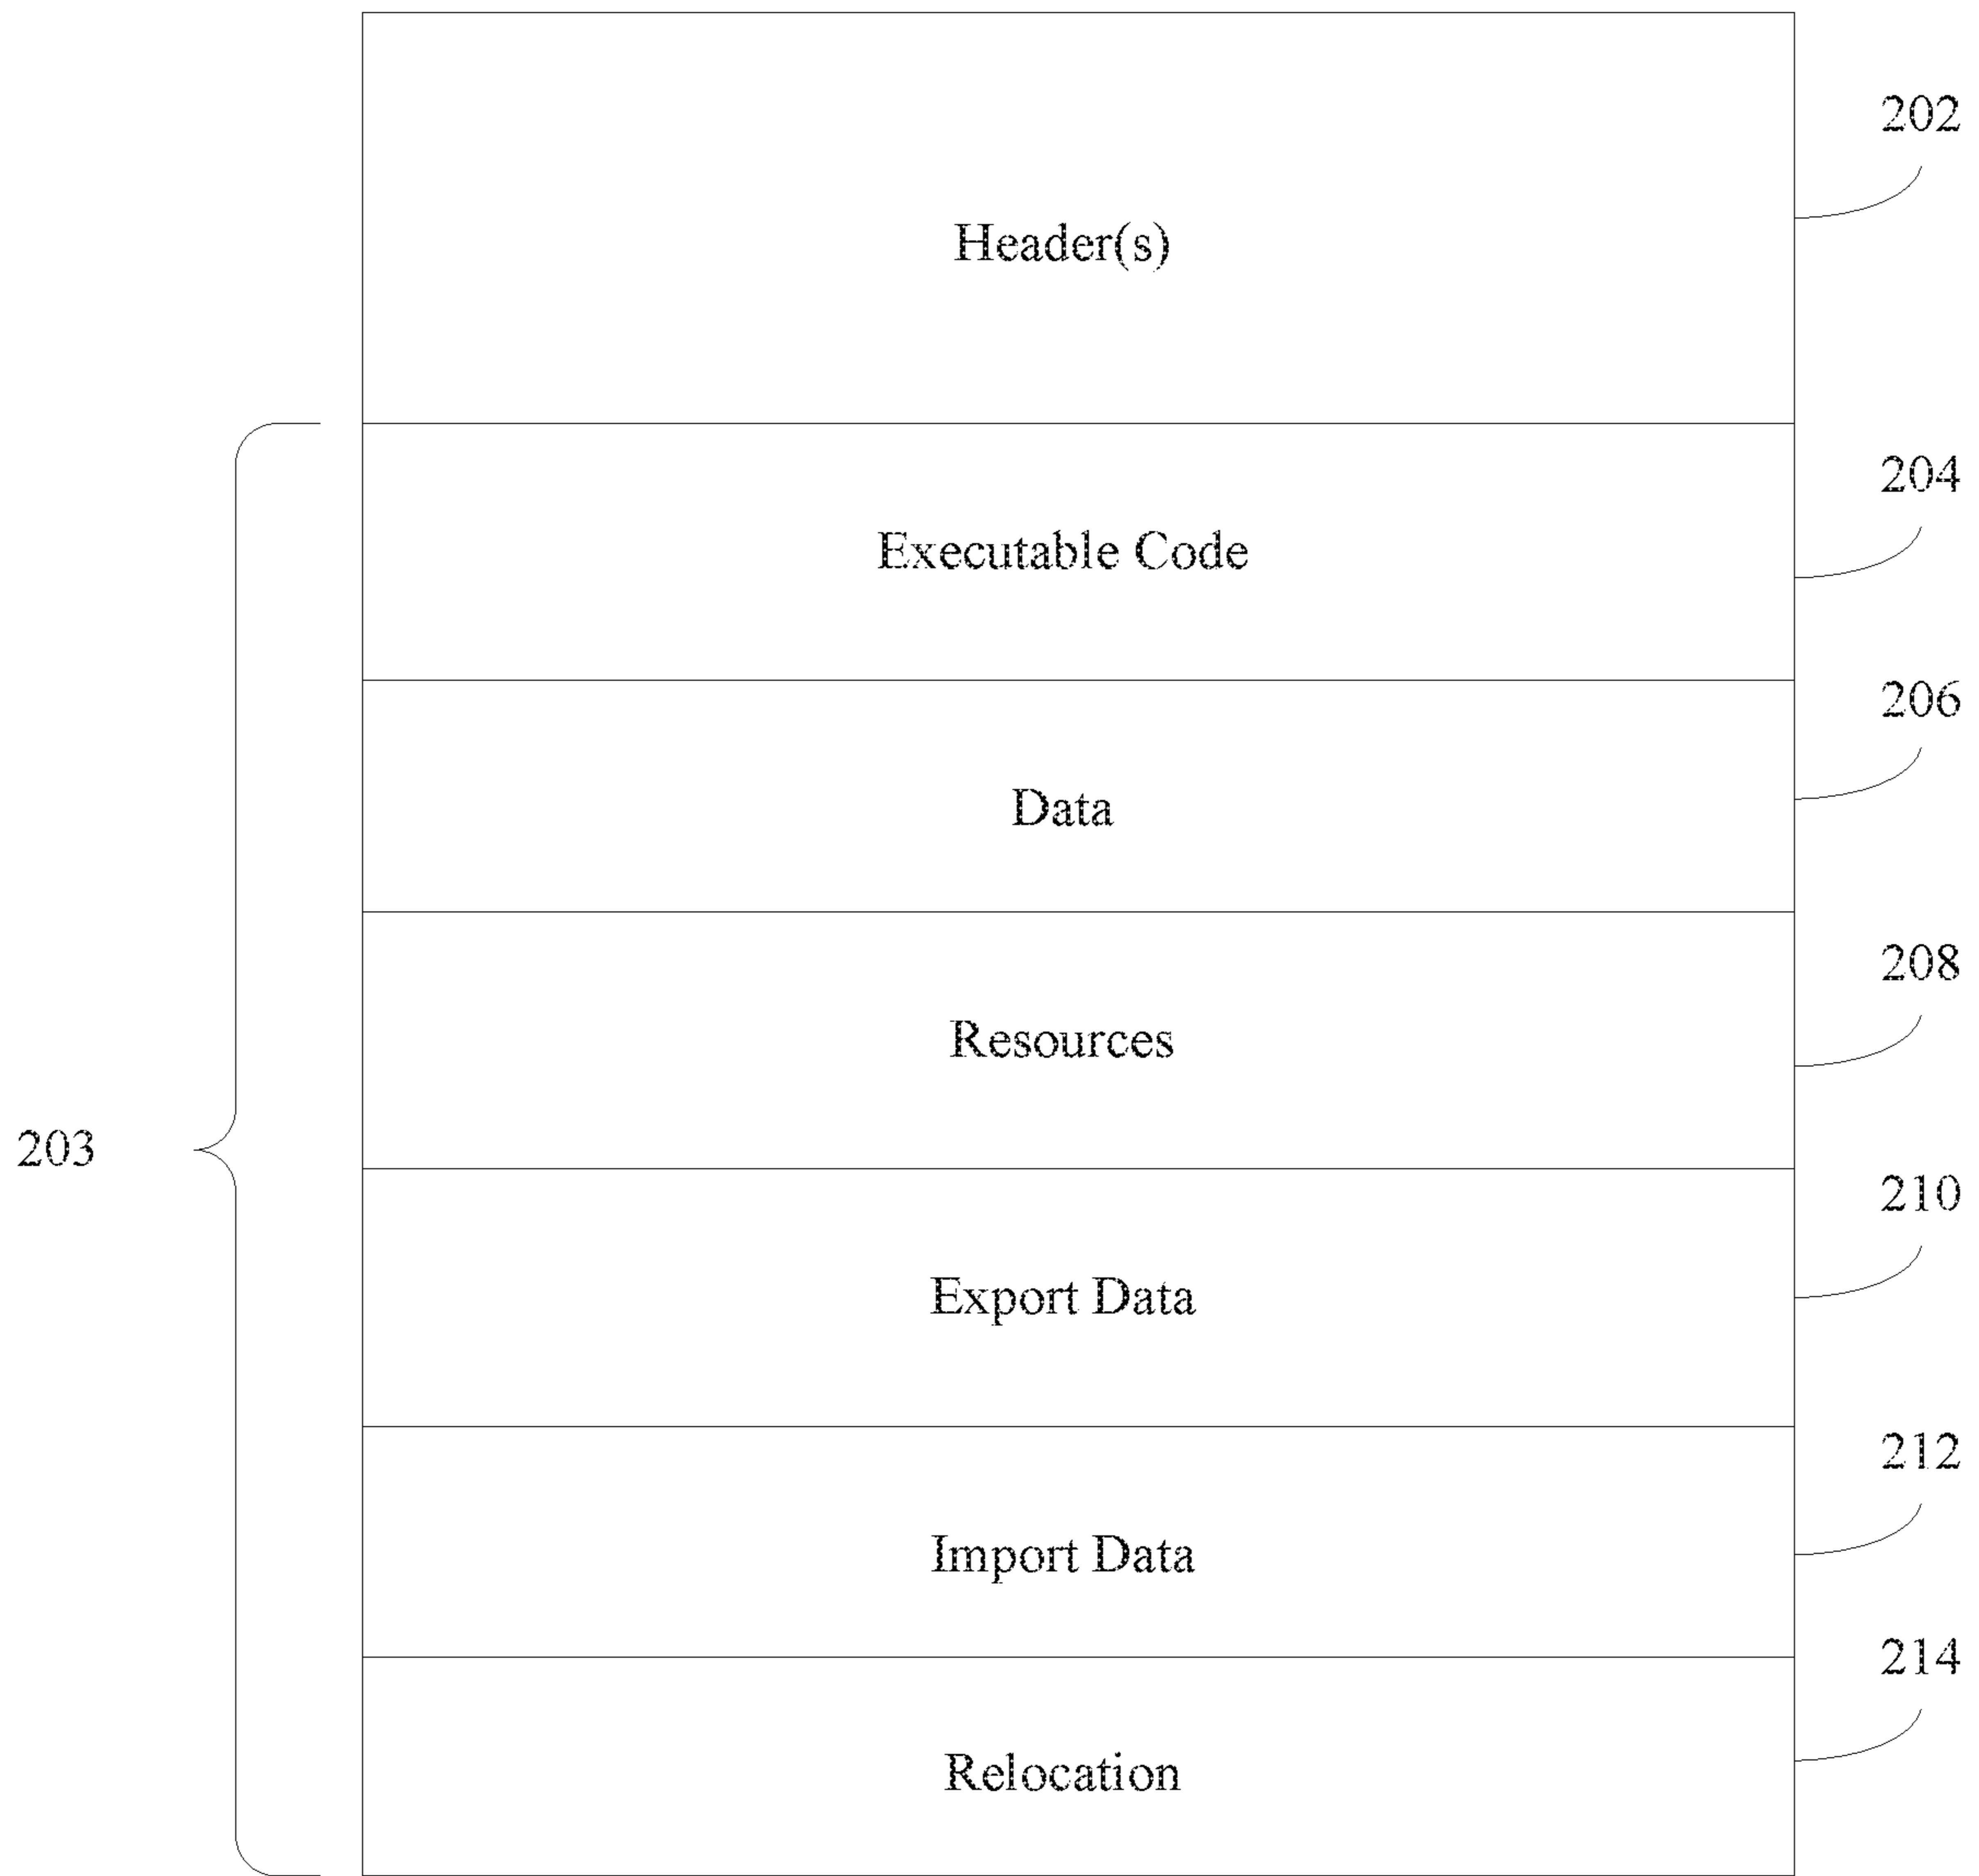 202
Header(s)
204
Executable Code
206
Data
208
Resources
203
210
Export Data
212
Import Data
214
Relocation